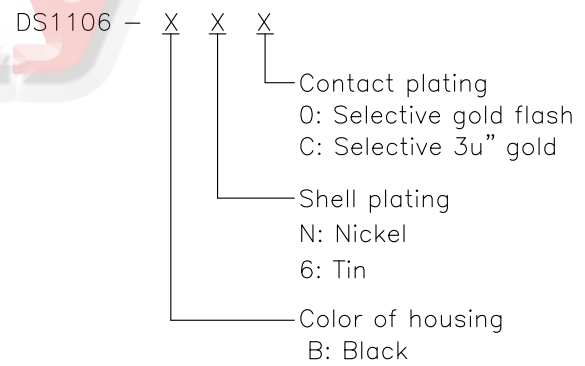 DS1106 – X X X
Contact plating
0: Selective gold flash
C: Selective 3u” gold
Shell plating
N: Nickel
6: Tin
Color of housing
B: Black